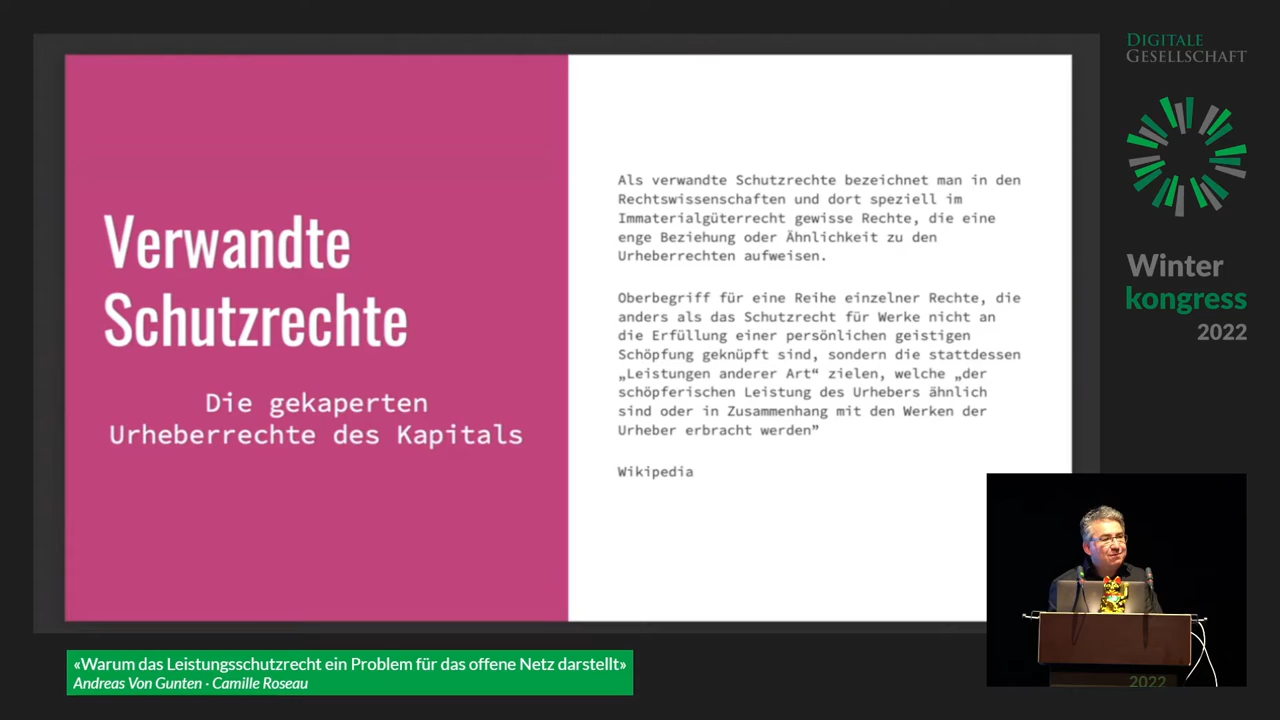 Verwandte
Schutzrechte
Die gekaperten
Urheberrechte des Kapitals
Als verwandte Schutzrechte bezeichnet man in den
Rechtswissenschaften und dort speziell im
Immaterialgüterrecht gewisse Rechte, die eine
enge Beziehung oder Ähnlichkeit zu den
Urheberrechten aufweisen.
Oberbegriff für eine Reihe einzelner Rechte, die
anders als das Schutzrecht für Werke nicht an
die Erfüllung einer persönlichen geistigen
Schöpfung geknüpft sind, sondern die stattdessen
„Leistungen anderer Art“ zielen, welche „der
schöpferischen Leistung des Urhebers ähnlich
sind oder in Zusammenhang mit den Werken der
Urheber erbracht werden”
Wikipedia
DIGITALE
GESELLSCHAFT
Winter
kongress
2022
2022
«Warum das Leistungsschutzrecht ein Problem für das offene Netz darstellt»
Andreas Von Gunten · Camille Roseau